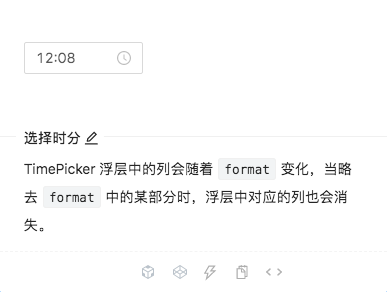 12:08
选择时分
TimePicker 浮层中的列会随着 format 变化，当略
去 format 中的某部分时，浮层中对应的列也会消
失。